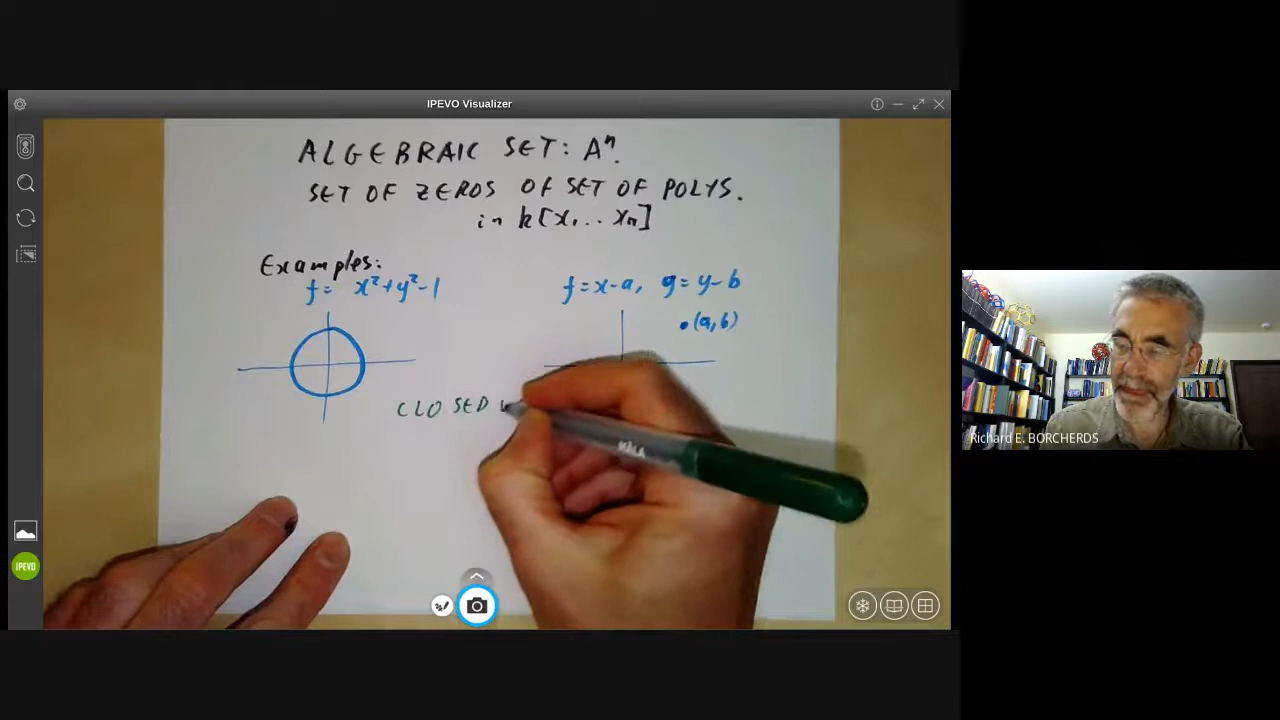 IPEVO Visualizer
ALGEBRAIC SET: Aⁿ.
SET OF ZEROS OF SET OF POLYS.
in k[x₁... xₙ]
Examples:
f = x²+y²-1
f=x-a, g=y-b
(a,b)
CLOSED
IPEVO
Richard E. BORCHERDS